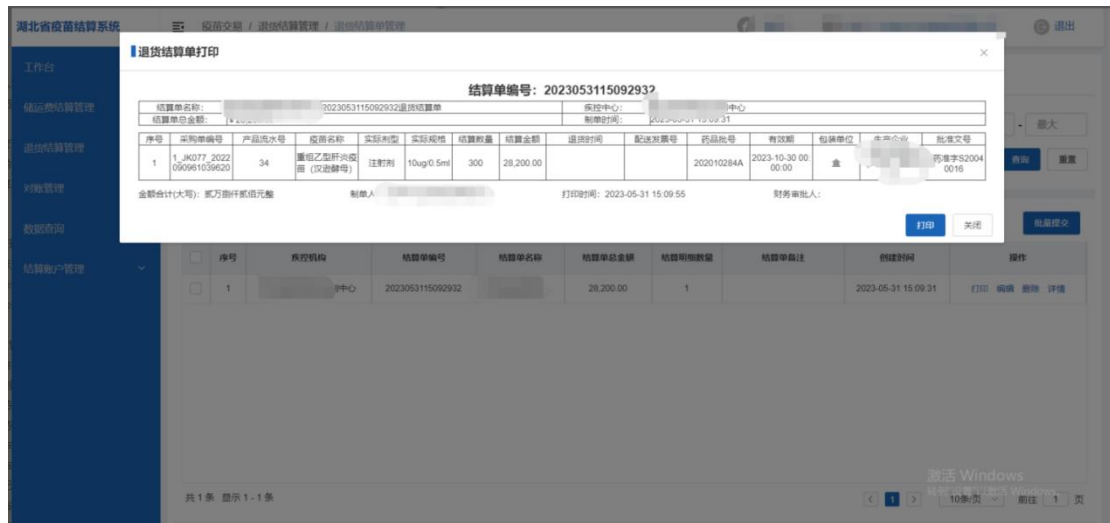 湖北省疫苗结算系统
疫苗交易 / 退货结算管理 / 退货结算单管理
退出
退货结算单打印
×
工作台
储运费结算管理
退货结算管理
对账管理
数据查询
结算账户管理
结算单编号：2023053115092932
结算单名称： 2023053115092932退货结算单 疾控中心： 中心
结算单总金额： 制单时间： 2023-05-31 15:09:31
序号 采购单编号 产品流水号 疫苗名称 实际剂型 实际规格 结算数量 结算金额 退货时间 配送发票号 药品批号 有效期 包装单位 生产企业 批准文号
1 1_JK077_2022090961039620 34 重组乙型肝炎疫苗（汉逊酵母） 注射剂 10ug/0.5ml 300 28,200.00 202010284A 2023-10-30 00:00:00 盒 药准字S20040016
金额合计(大写)：贰万捌仟贰佰元整 制单人 打印时间：2023-05-31 15:09:55 财务审批人：
打印 关闭
- 最大
查询 重置
批量提交
序号 疾控机构 结算单编号 结算单名称 结算单总金额 结算明细数量 结算单备注 创建时间 操作
1 中心 2023053115092932 28,200.00 1 2023-05-31 15:09:31 打印 编辑 删除 详情
激活 Windows
共 1 条 显示 1 - 1 条
< 1 > 10条/页 前往 1 页